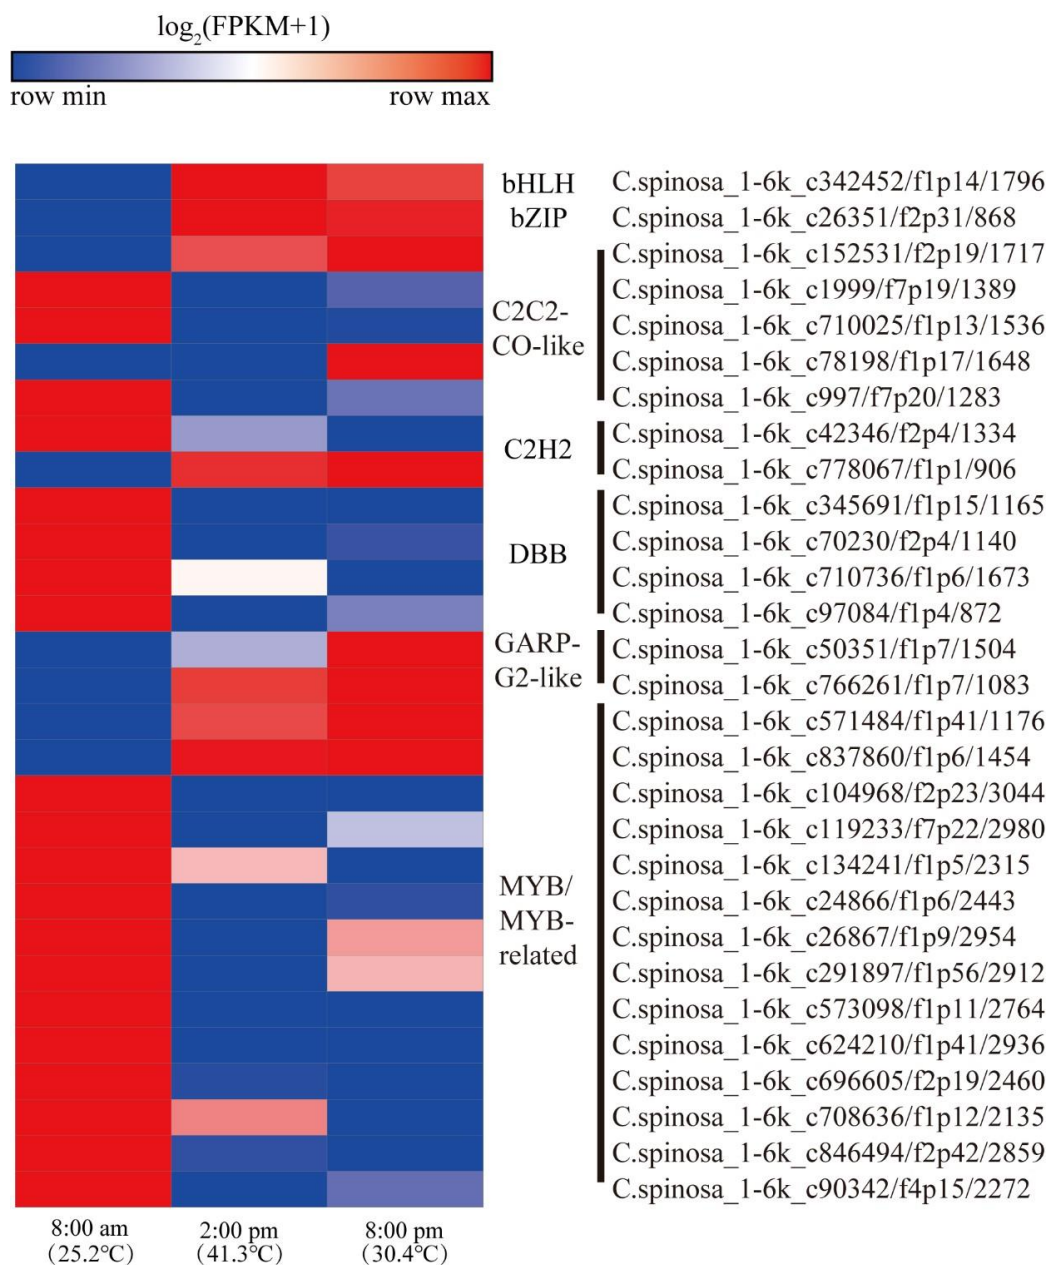 log₂(FPKM+1)
row min row max
bHLH
bZIP
C2C2-
CO-like
C2H2
DBB
GARP-
G2-like
MYB/
MYB-
related
C.spinosa_1-6k_c342452/f1p14/1796
C.spinosa_1-6k_c26351/f2p31/868
C.spinosa_1-6k_c152531/f2p19/1717
C.spinosa_1-6k_c1999/f7p19/1389
C.spinosa_1-6k_c710025/f1p13/1536
C.spinosa_1-6k_c78198/f1p17/1648
C.spinosa_1-6k_c997/f7p20/1283
C.spinosa_1-6k_c42346/f2p4/1334
C.spinosa_1-6k_c778067/f1p1/906
C.spinosa_1-6k_c345691/f1p15/1165
C.spinosa_1-6k_c70230/f2p4/1140
C.spinosa_1-6k_c710736/f1p6/1673
C.spinosa_1-6k_c97084/f1p4/872
C.spinosa_1-6k_c50351/f1p7/1504
C.spinosa_1-6k_c766261/f1p7/1083
C.spinosa_1-6k_c571484/f1p41/1176
C.spinosa_1-6k_c837860/f1p6/1454
C.spinosa_1-6k_c104968/f2p23/3044
C.spinosa_1-6k_c119233/f7p22/2980
C.spinosa_1-6k_c134241/f1p5/2315
C.spinosa_1-6k_c24866/f1p6/2443
C.spinosa_1-6k_c26867/f1p9/2954
C.spinosa_1-6k_c291897/f1p56/2912
C.spinosa_1-6k_c573098/f1p11/2764
C.spinosa_1-6k_c624210/f1p41/2936
C.spinosa_1-6k_c696605/f2p19/2460
C.spinosa_1-6k_c708636/f1p12/2135
C.spinosa_1-6k_c846494/f2p42/2859
C.spinosa_1-6k_c90342/f4p15/2272
8:00 am 2:00 pm 8:00 pm
(25.2℃) (41.3℃) (30.4℃)